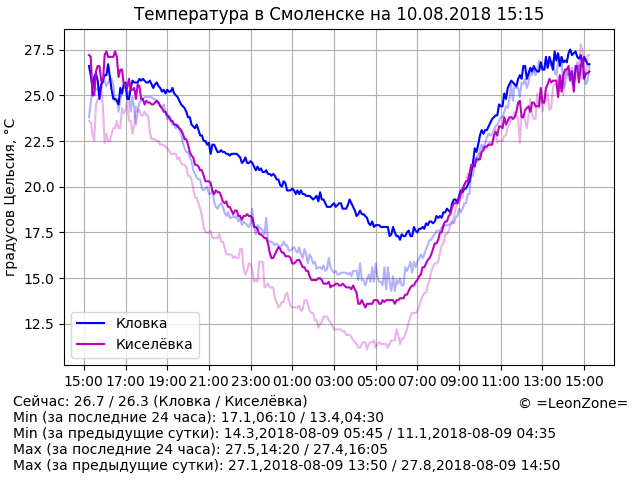 Температура в Смоленске на 10.08.2018 15:15
градусов Цельсия, °C
27.5
25.0
22.5
20.0
17.5
15.0
12.5
Кловка
Киселёвка
15:00 17:00 19:00 21:00 23:00 01:00 03:00 05:00 07:00 09:00 11:00 13:00 15:00
Сейчас: 26.7 / 26.3 (Кловка / Киселёвка)
© =LeonZone=
Min (за последние 24 часа): 17.1,06:10 / 13.4,04:30
Min (за предыдущие сутки): 14.3,2018-08-09 05:45 / 11.1,2018-08-09 04:35
Max (за последние 24 часа): 27.5,14:20 / 27.4,16:05
Max (за предыдущие сутки): 27.1,2018-08-09 13:50 / 27.8,2018-08-09 14:50